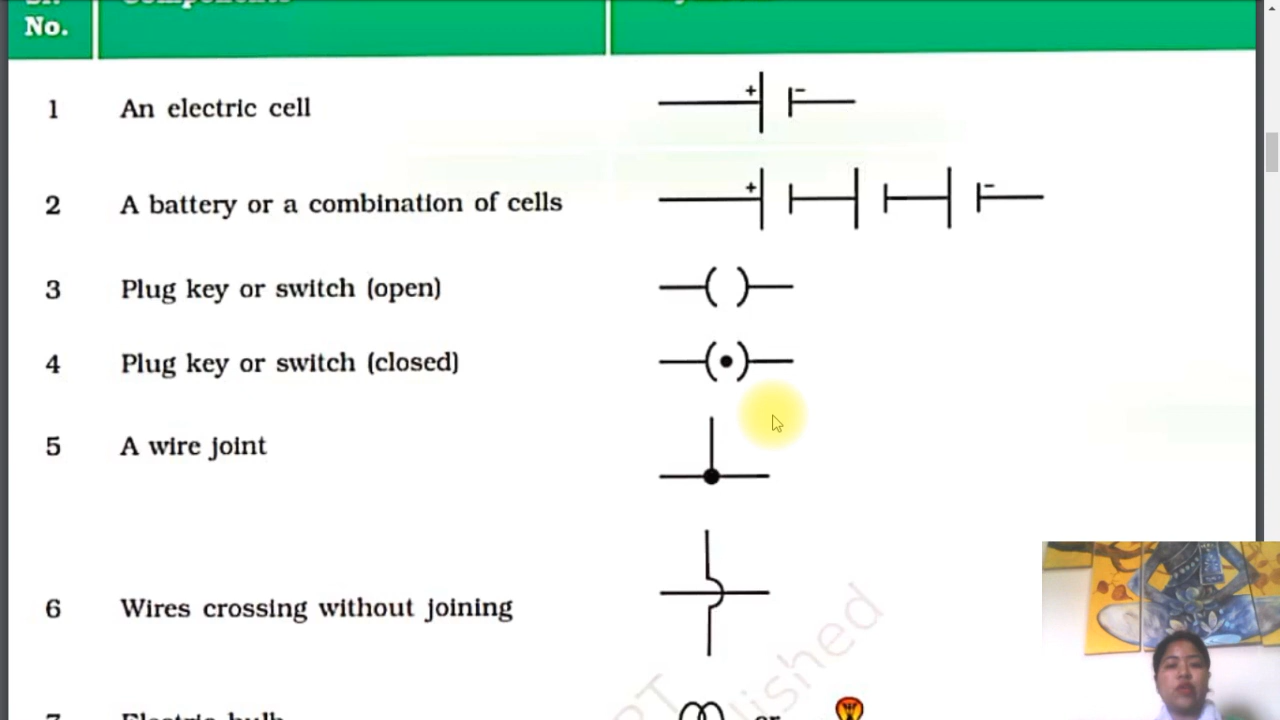 No.
1 An electric cell + -
2 A battery or a combination of cells + -
3 Plug key or switch (open)
4 Plug key or switch (closed)
5 A wire joint
6 Wires crossing without joining
or